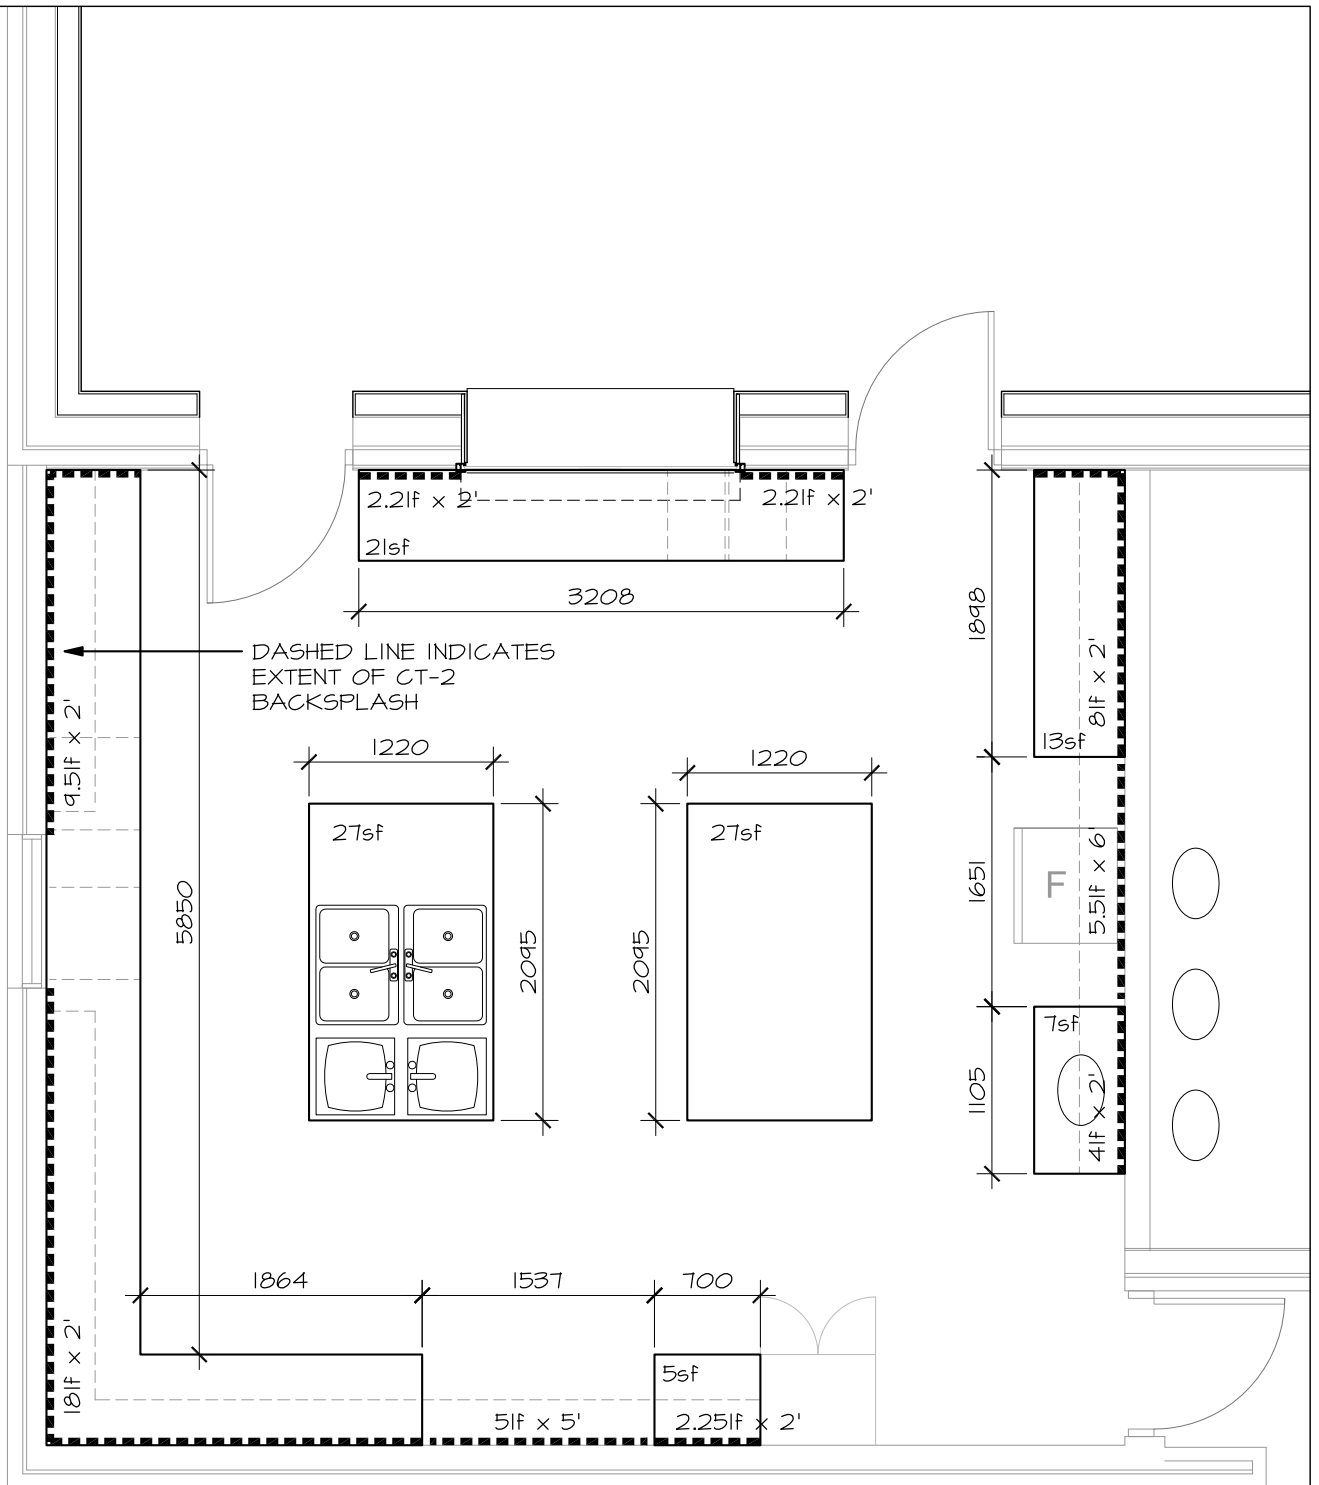 2.2lf x 2'
2.2lf x 2'
21sf
3208
1898
DASHED LINE INDICATES
EXTENT OF CT-2
BACKSPLASH
8lf x 2'
9.5lf x 2'
13sf
1220
1220
27sf
27sf
5850
2095
2095
1651
F
5.5lf x 6'
7sf
1105
4lf x 2'
1864
1537
700
18lf x 2'
5sf
5lf x 5'
2.25lf x 2'